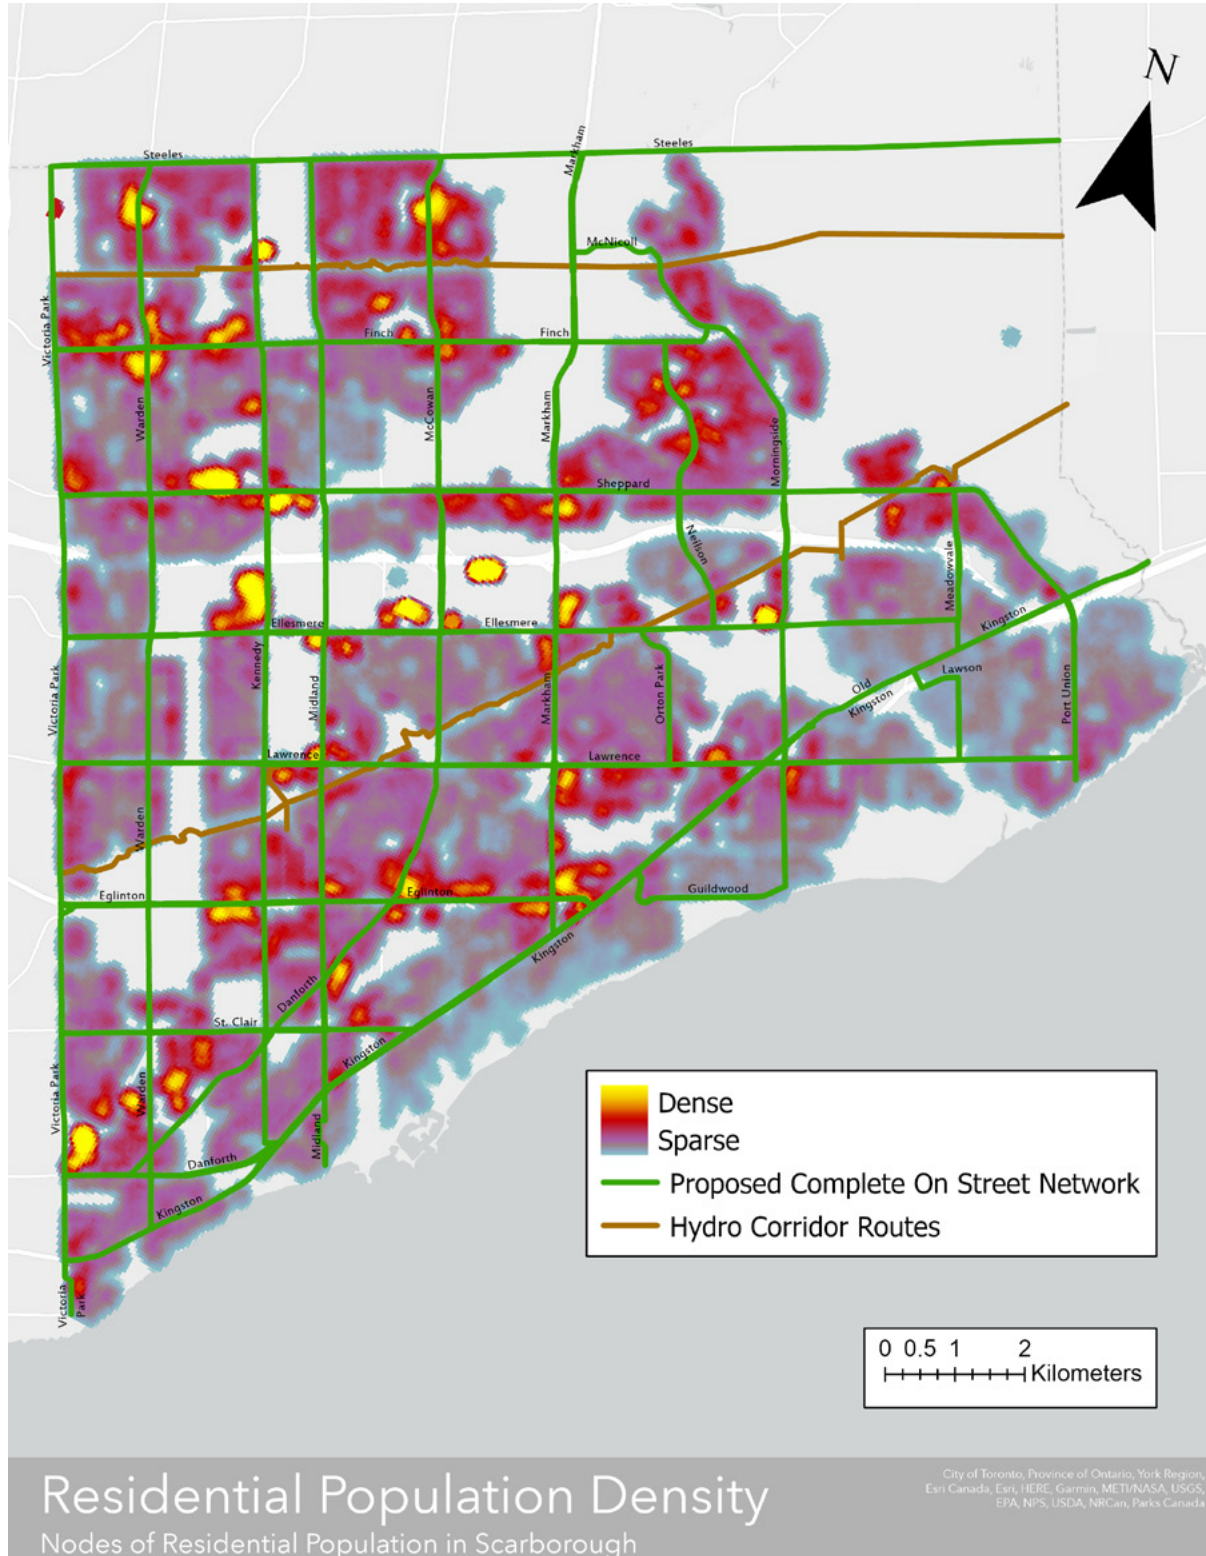 N
Markham
Steeles
Steeles
McNicoll
Victoria Park
Finch
Finch
Warden
McCowan
Markham
Morningside
Sheppard
Neilson
Meadowvale
Ellesmere
Ellesmere
Kingston
Kennedy
Victoria Park
Midland
Markham
Orton Park
Lawson
Port Union
Old
Kingston
Lawrence
Lawrence
Warden
Eglinton
Eglinton
Guildwood
Kingston
Danforth
St. Clair
Kingston
Victoria Park
Warden
Midland
Danforth
Kingston
Victoria
Park
Dense
Sparse
Proposed Complete On Street Network
Hydro Corridor Routes
0 0.5 1 2
Kilometers
Residential Population Density
Nodes of Residential Population in Scarborough
City of Toronto, Province of Ontario, York Region,
Esri Canada, Esri, HERE, Garmin, METI/NASA, USGS,
EPA, NPS, USDA, NRCan, Parks Canada